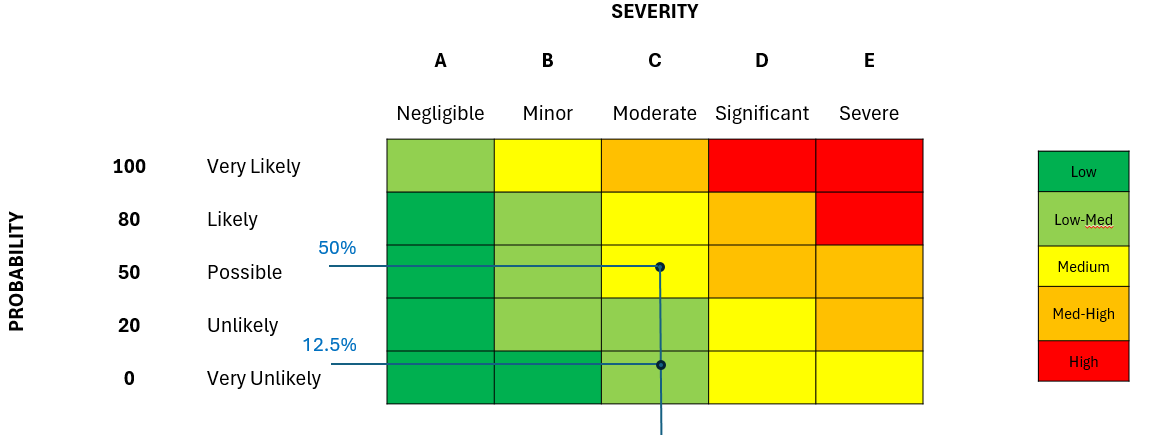 SEVERITY
A B C D E
Negligible Minor Moderate Significant Severe
PROBABILITY
100 Very Likely
80 Likely
50%
50 Possible
20 Unlikely
12.5%
0 Very Unlikely
Low
Low-Med
Medium
Med-High
High